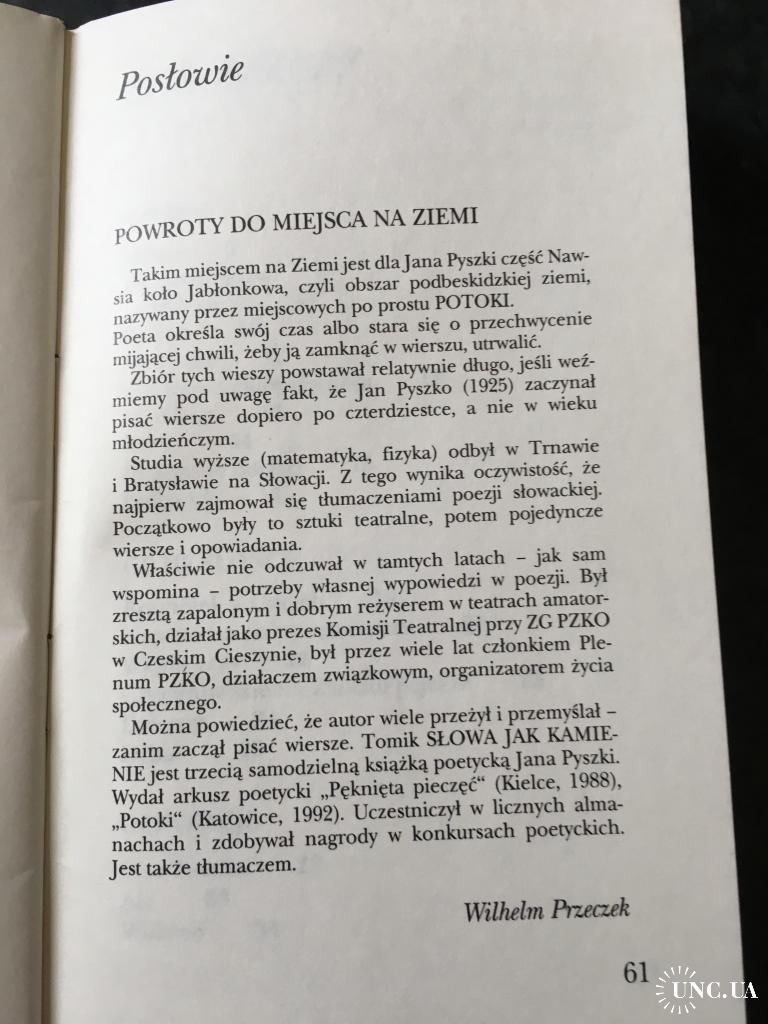 Posłowie
POWROTY DO MIEJSCA NA ZIEMI
Takim miejscem na Ziemi jest dla Jana Pyszki część Naw-
sia koło Jabłonkowa, czyli obszar podbeskidzkiej ziemi,
nazywany przez miejscowych po prostu POTOKI.
Poeta określa swój czas albo stara się o przechwycenie
mijającej chwili, żeby ją zamknąć w wierszu, utrwalić.
Zbiór tych wieszy powstawał relatywnie długo, jeśli weź-
miemy pod uwagę fakt, że Jan Pyszko (1925) zaczynał
pisać wiersze dopiero po czterdziestce, a nie w wieku
młodzieńczym.
Studia wyższe (matematyka, fizyka) odbył w Trnawie
i Bratysławie na Słowacji. Z tego wynika oczywistość, że
najpierw zajmował się tłumaczeniami poezji słowackiej.
Początkowo były to sztuki teatralne, potem pojedyncze
wiersze i opowiadania.
Właściwie nie odczuwał w tamtych latach – jak sam
wspomina – potrzeby własnej wypowiedzi w poezji. Był
zresztą zapalonym i dobrym reżyserem w teatrach amator-
skich, działał jako prezes Komisji Teatralnej przy ZG PZKO
w Czeskim Cieszynie, był przez wiele lat członkiem Ple-
num PZKO, działaczem związkowym, organizatorem życia
społecznego.
Można powiedzieć, że autor wiele przeżył i przemyślał –
zanim zaczął pisać wiersze. Tomik SŁOWA JAK KAMIE-
NIE jest trzecią samodzielną książką poetycką Jana Pyszki.
Wydał arkusz poetycki „Pęknięta pieczęć“ (Kielce, 1988),
„Potoki“ (Katowice, 1992). Uczestniczył w licznych alma-
nachach i zdobywał nagrody w konkursach poetyckich.
Jest także tłumaczem.
Wilhelm Przeczek
61
UNC.UA